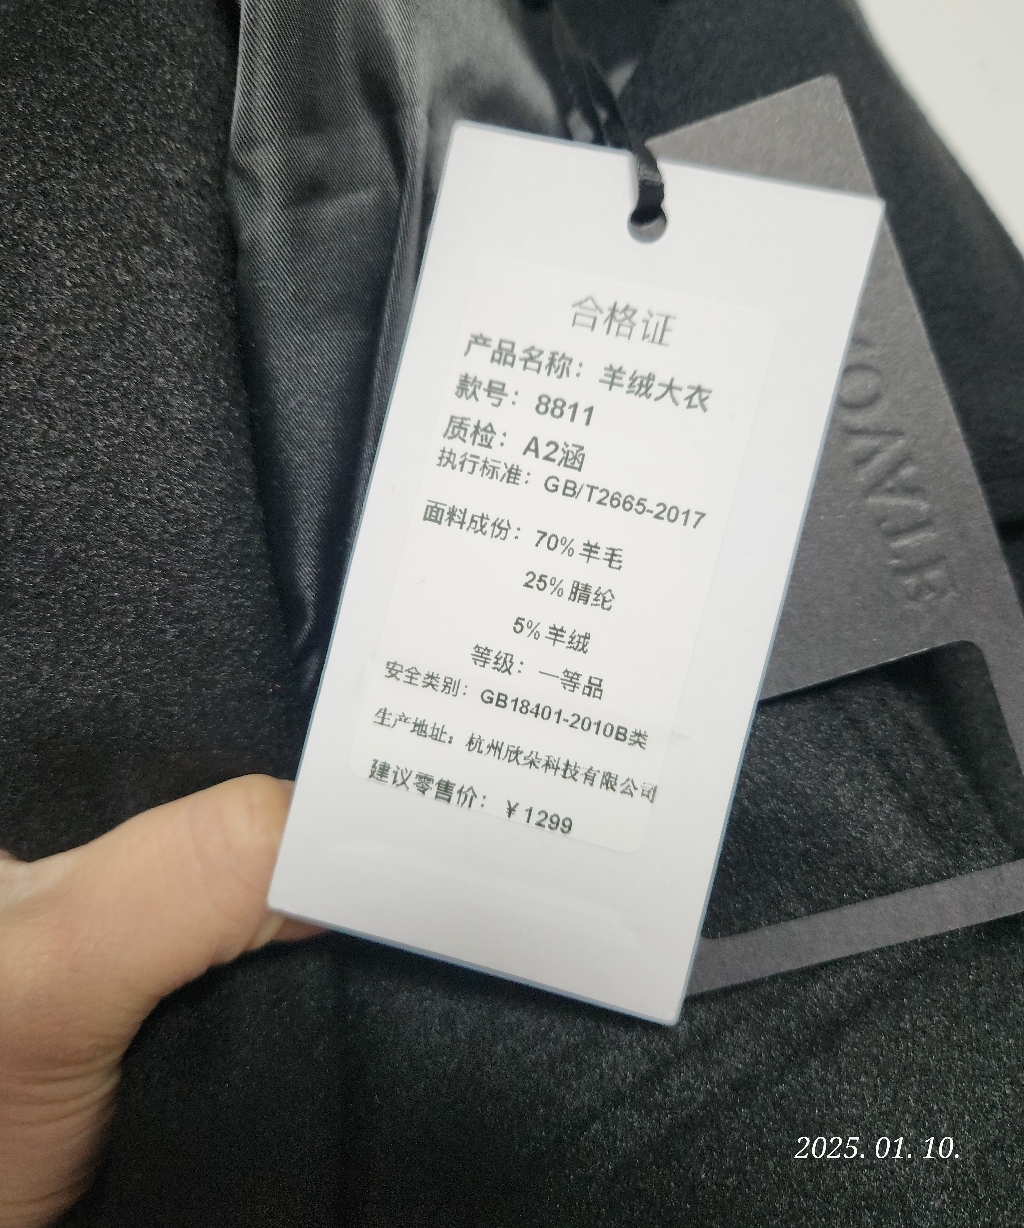 合格证
产品名称：羊绒大衣
款号：8811
质检：A2涵
执行标准：GB/T2665-2017
面料成份：70%羊毛
25%腈纶
5%羊绒
等级：一等品
安全类别：GB18401-2010B类
生产地址：杭州欣朵科技有限公司
建议零售价：￥1299
2025. 01. 10.